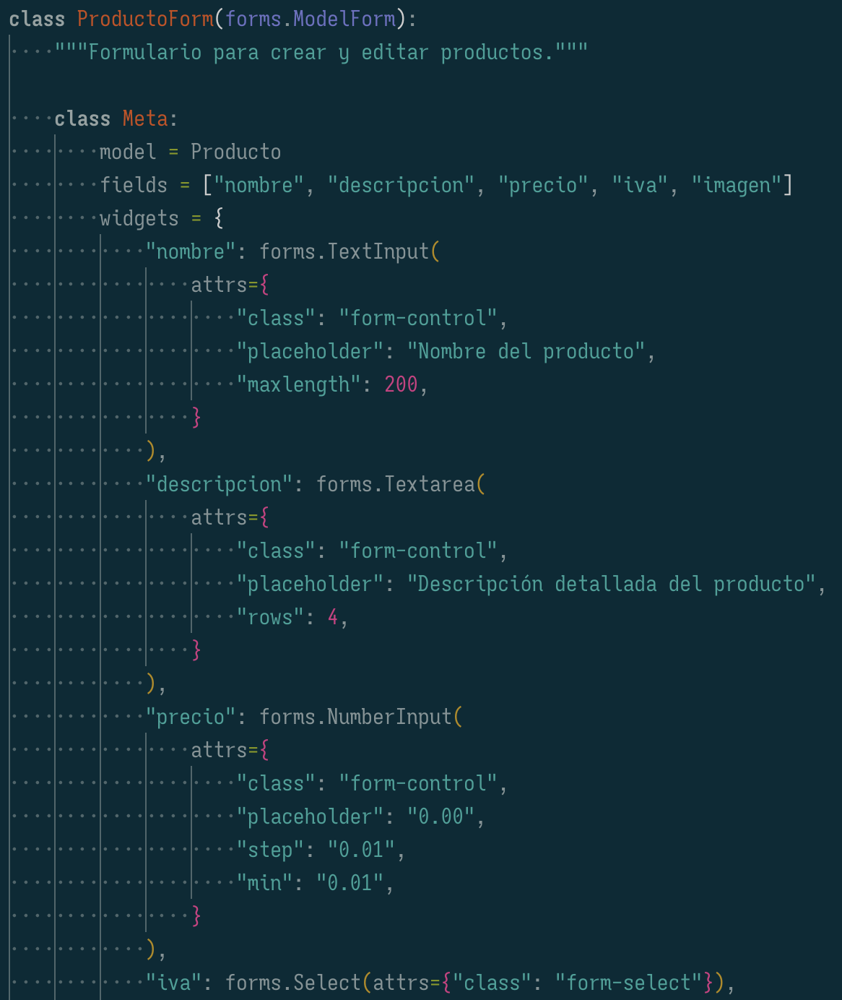 class ProductoForm(forms.ModelForm):
    """Formulario para crear y editar productos."""

    class Meta:
        model = Producto
        fields = ["nombre", "descripcion", "precio", "iva", "imagen"]
        widgets = {
            "nombre": forms.TextInput(
                attrs={
                    "class": "form-control",
                    "placeholder": "Nombre del producto",
                    "maxlength": 200,
                }
            ),
            "descripcion": forms.Textarea(
                attrs={
                    "class": "form-control",
                    "placeholder": "Descripción detallada del producto",
                    "rows": 4,
                }
            ),
            "precio": forms.NumberInput(
                attrs={
                    "class": "form-control",
                    "placeholder": "0.00",
                    "step": "0.01",
                    "min": "0.01",
                }
            ),
            "iva": forms.Select(attrs={"class": "form-select"}),